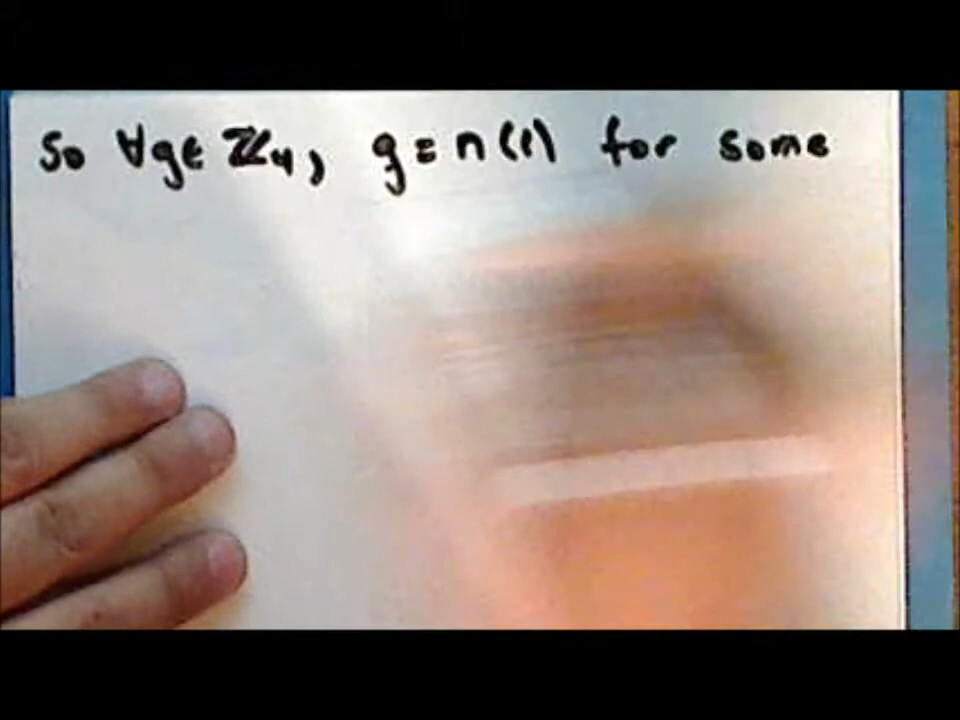 So ∀g∈ ℤ₄, g = n(1) for some